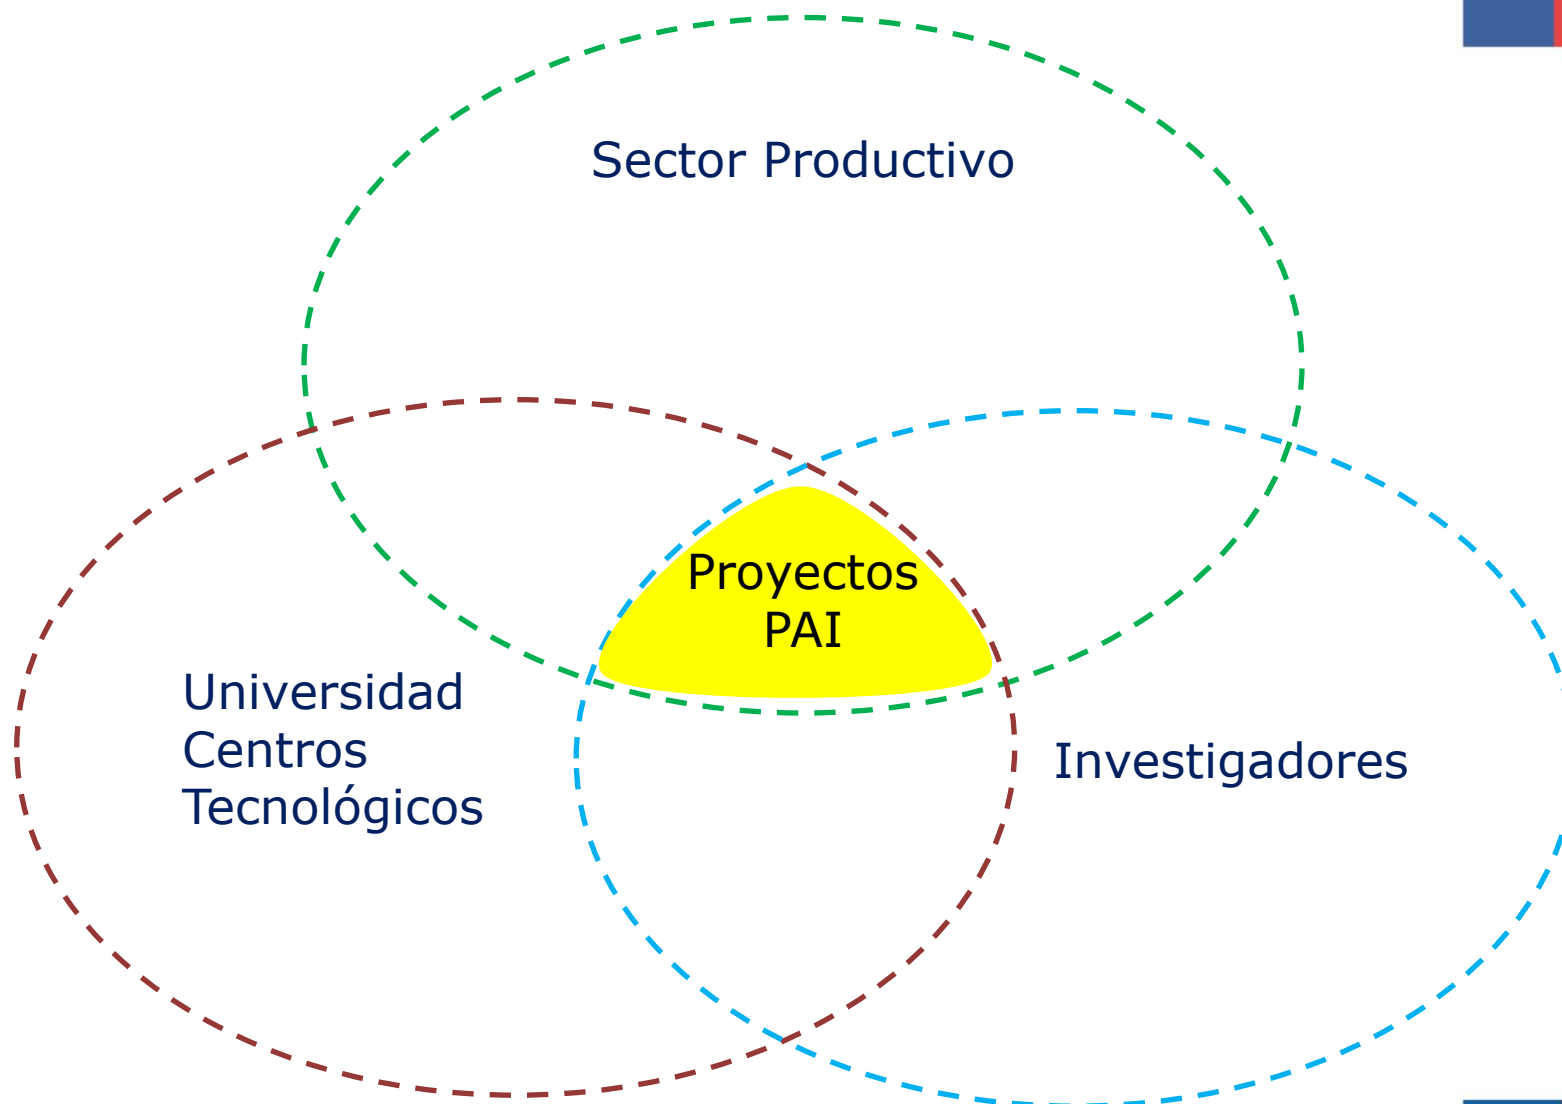 Sector Productivo
Proyectos
PAI
Universidad
Centros
Tecnológicos
Investigadores